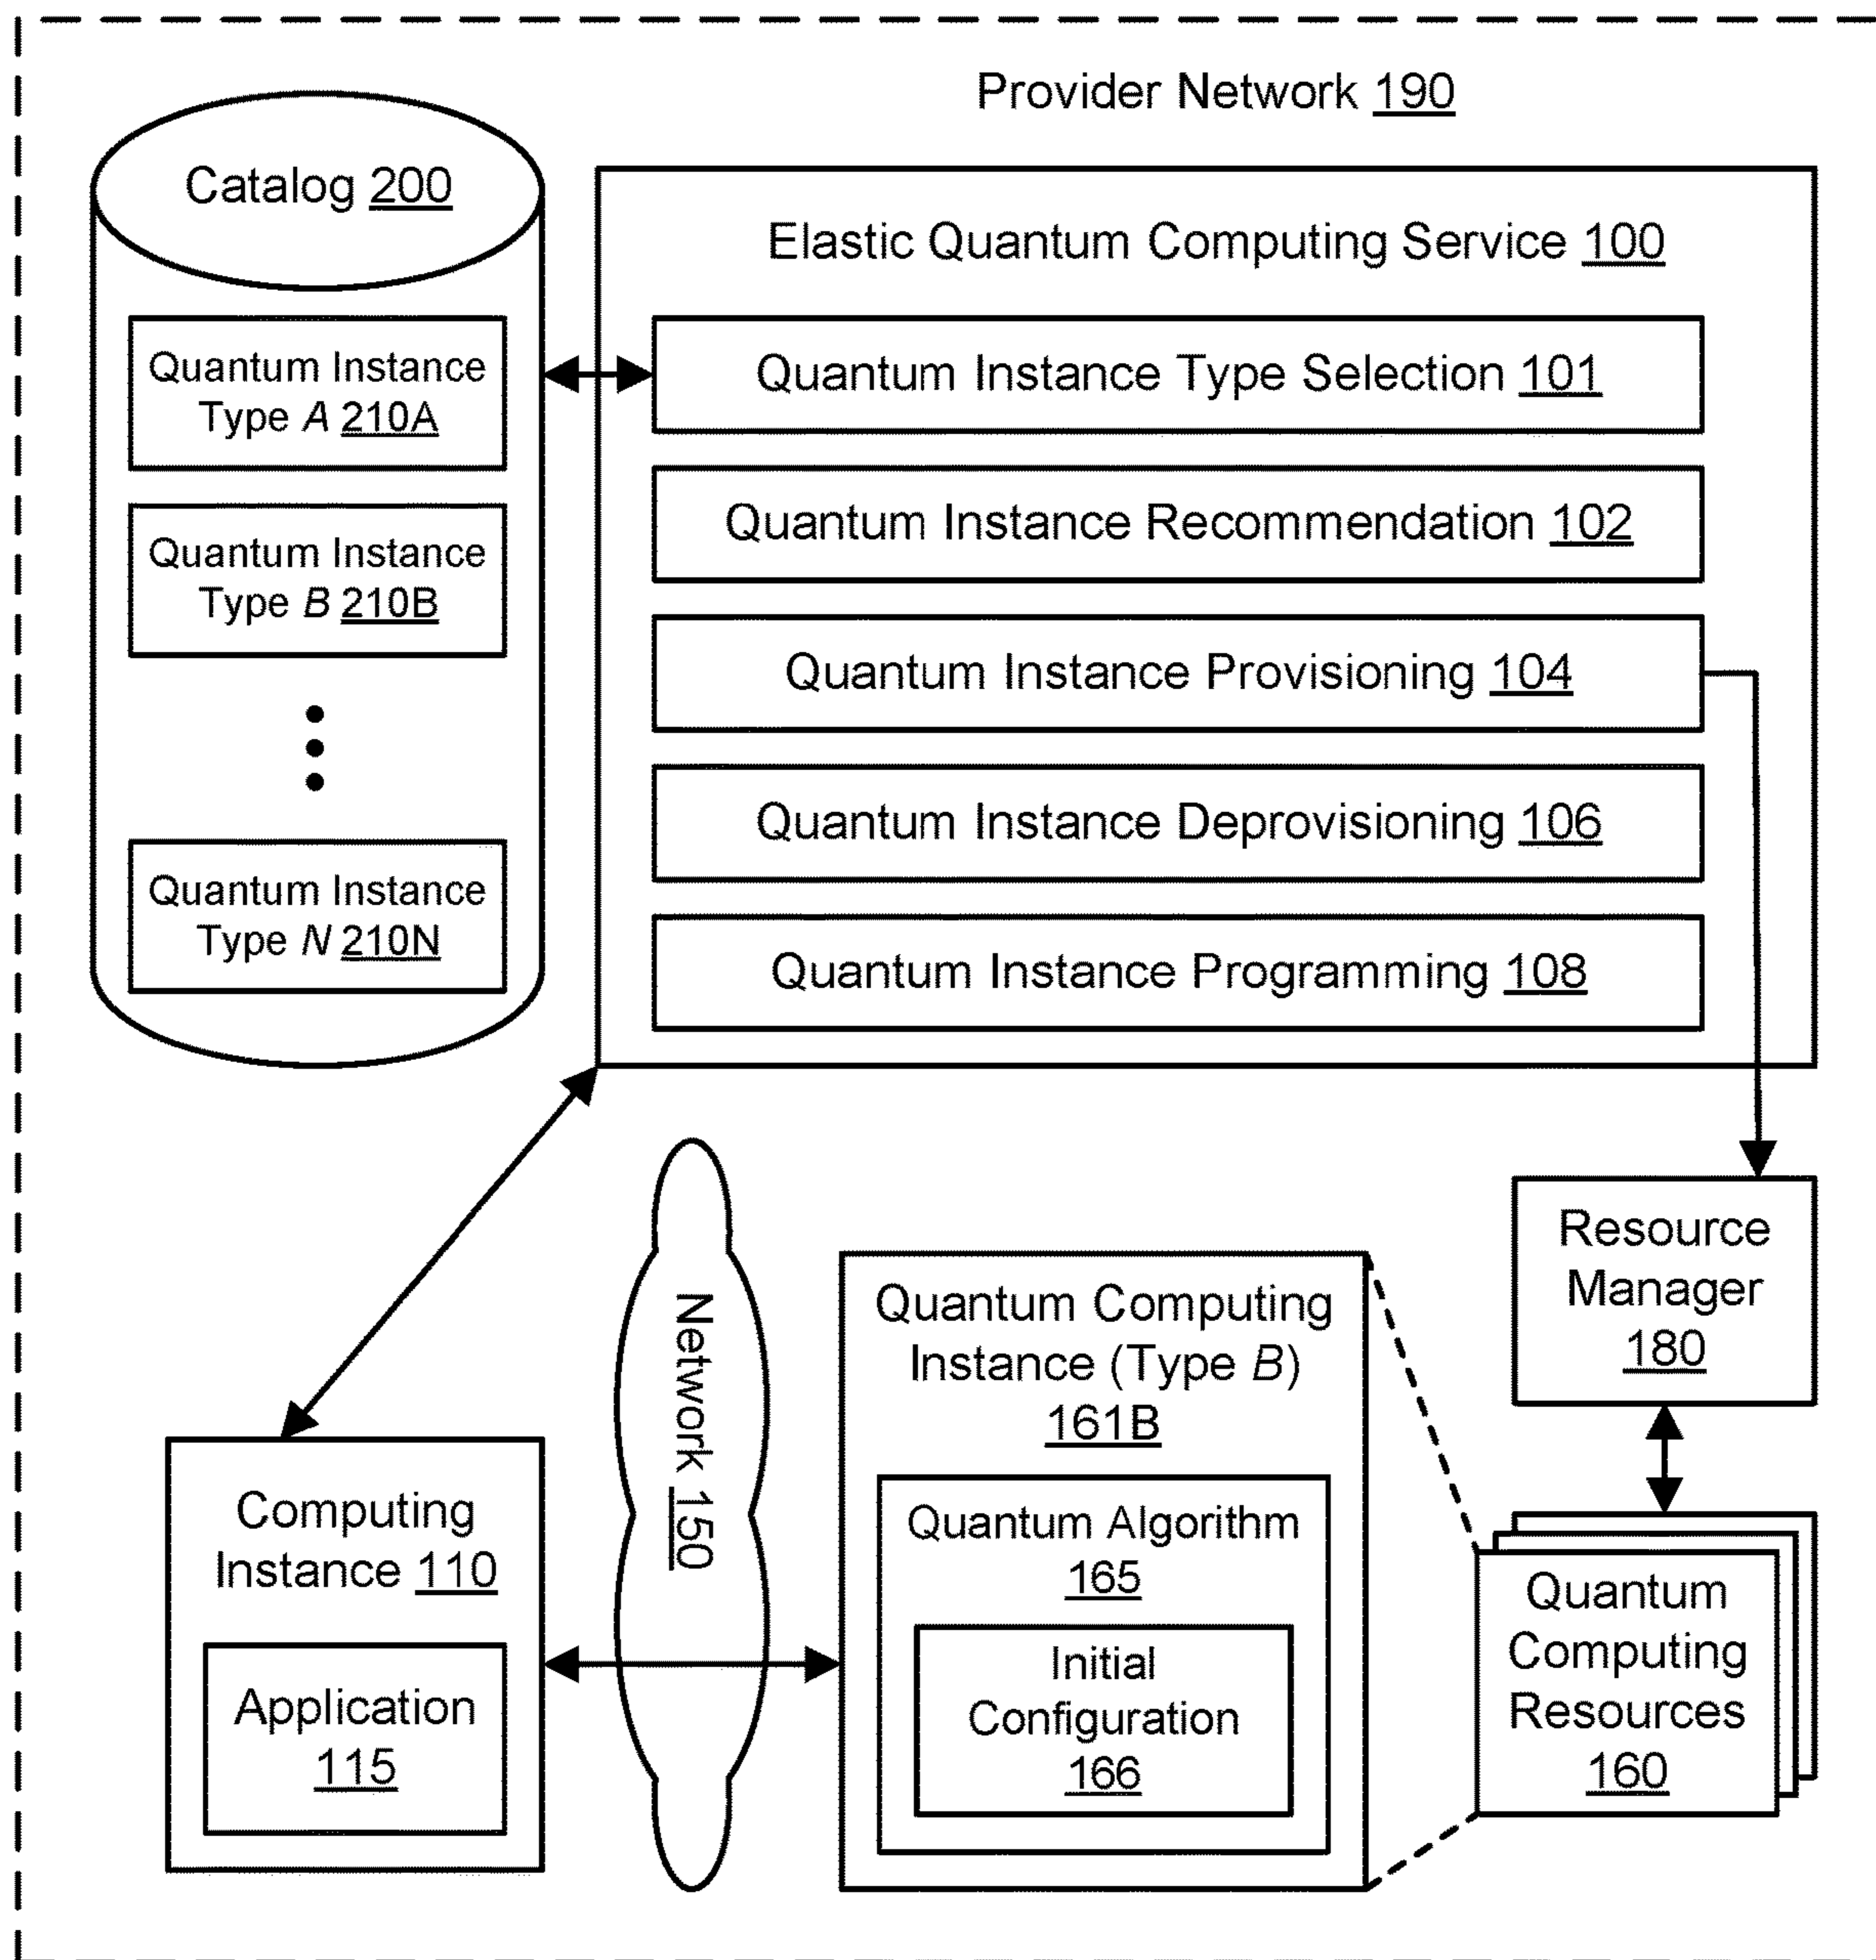 Provider Network 190
Catalog 200
Quantum Instance
Type A 210A
Quantum Instance
Type B 210B
Quantum Instance
Type N 210N
Elastic Quantum Computing Service 100
Quantum Instance Type Selection 101
Quantum Instance Recommendation 102
Quantum Instance Provisioning 104
Quantum Instance Deprovisioning 106
Quantum Instance Programming 108
Resource
Manager
180
Computing
Instance 110
Application
115
Network 150
Quantum Computing
Instance (Type B)
161B
Quantum Algorithm
165
Initial
Configuration
166
Quantum
Computing
Resources
160